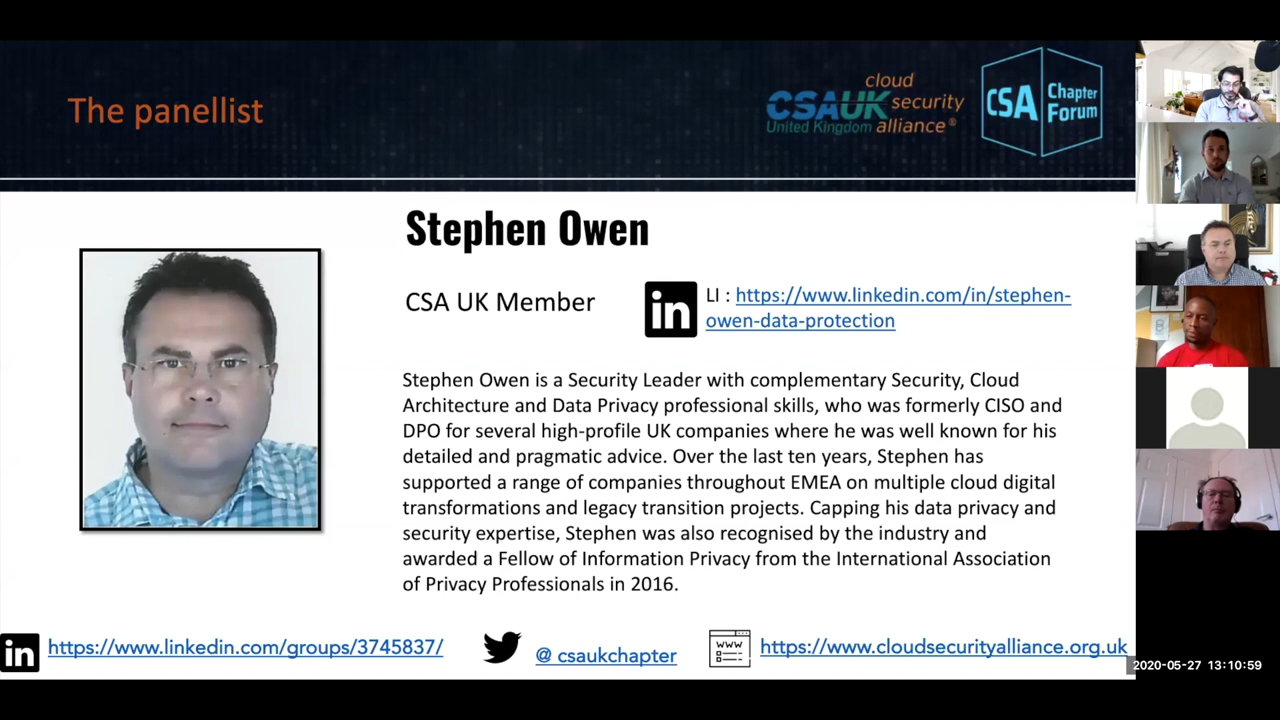 The panellist
CSAUK cloud security alliance®
United Kingdom
CSA Chapter Forum
Stephen Owen
CSA UK Member
in
LI : https://www.linkedin.com/in/stephen-
owen-data-protection
Stephen Owen is a Security Leader with complementary Security, Cloud
Architecture and Data Privacy professional skills, who was formerly CISO and
DPO for several high-profile UK companies where he was well known for his
detailed and pragmatic advice. Over the last ten years, Stephen has
supported a range of companies throughout EMEA on multiple cloud digital
transformations and legacy transition projects. Capping his data privacy and
security expertise, Stephen was also recognised by the industry and
awarded a Fellow of Information Privacy from the International Association
of Privacy Professionals in 2016.
in
https://www.linkedin.com/groups/3745837/
@ csaukchapter
WWW
https://www.cloudsecurityalliance.org.uk
2020-05-27 13:10:59